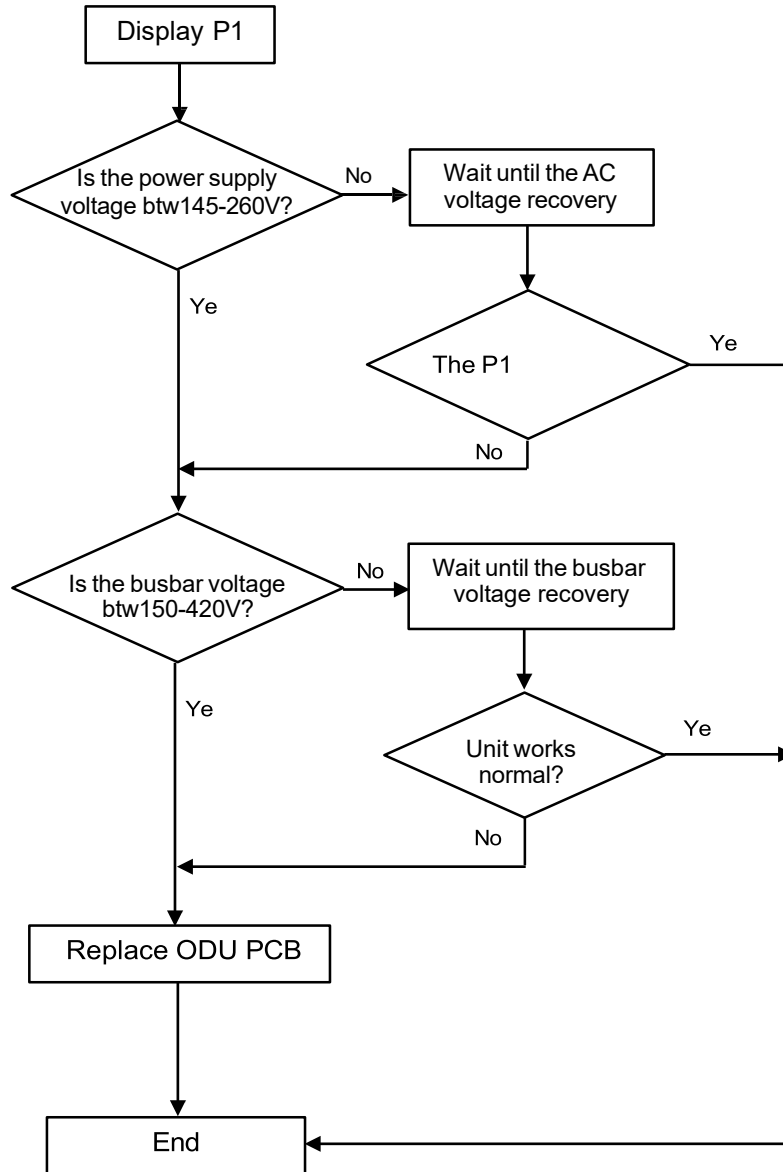 Display P1
Is the power supply
voltage btw145-260V?
No
Wait until the AC
voltage recovery
Ye
The P1
Ye
No
Is the busbar voltage
btw150-420V?
No
Wait until the busbar
voltage recovery
Ye
Unit works
normal?
Ye
No
Replace ODU PCB
End